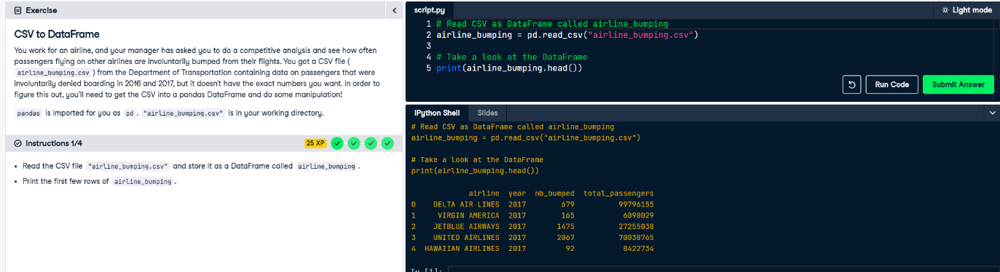 Exercise
CSV to DataFrame
You work for an airline, and your manager has asked you to do a competitive analysis and see how often
passengers flying on other airlines are involuntarily bumped from their flights. You got a CSV file (
airline_bumping.csv ) from the Department of Transportation containing data on passengers that were
involuntarily denied boarding in 2016 and 2017, but it doesn't have the exact numbers you want. In order to
figure this out, you'll need to get the CSV into a pandas DataFrame and do some manipulation!
pandas is imported for you as pd . "airline_bumping.csv" is in your working directory.
Instructions 1/4
25 XP
• Read the CSV file "airline_bumping.csv" and store it as a DataFrame called airline_bumping .
• Print the first few rows of airline_bumping .
script.py
Light mode
1 # Read CSV as DataFrame called airline_bumping
2 airline_bumping = pd.read_csv("airline_bumping.csv")
3
4 # Take a look at the DataFrame
5 print(airline_bumping.head())
Run Code
Submit Answer
IPython Shell
Slides
# Read CSV as DataFrame called airline_bumping
airline_bumping = pd.read_csv("airline_bumping.csv")
# Take a look at the DataFrame
print(airline_bumping.head())
airline year nb_bumped total_passengers
0 DELTA AIR LINES 2017 679 99796155
1 VIRGIN AMERICA 2017 165 6090029
2 JETBLUE AIRWAYS 2017 1475 27255038
3 UNITED AIRLINES 2017 2067 70030765
4 HAWAIIAN AIRLINES 2017 92 8422734
In [1]: